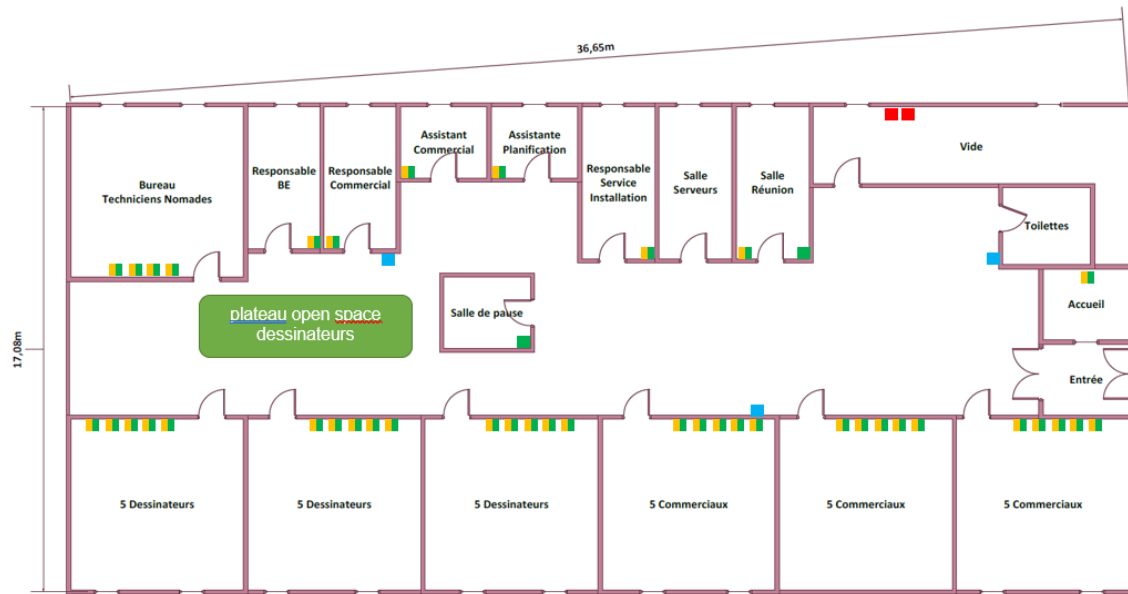 36,65m
17,08m
Bureau
Techniciens Nomades
Responsable
BE
Responsable
Commercial
Assistant
Commercial
Assistante
Planification
Responsable
Service
Installation
Salle
Serveurs
Salle
Réunion
Vide
Toilettes
Accueil
Entrée
plateau open space
dessinateurs
Salle de pause
5 Dessinateurs
5 Dessinateurs
5 Dessinateurs
5 Commerciaux
5 Commerciaux
5 Commerciaux